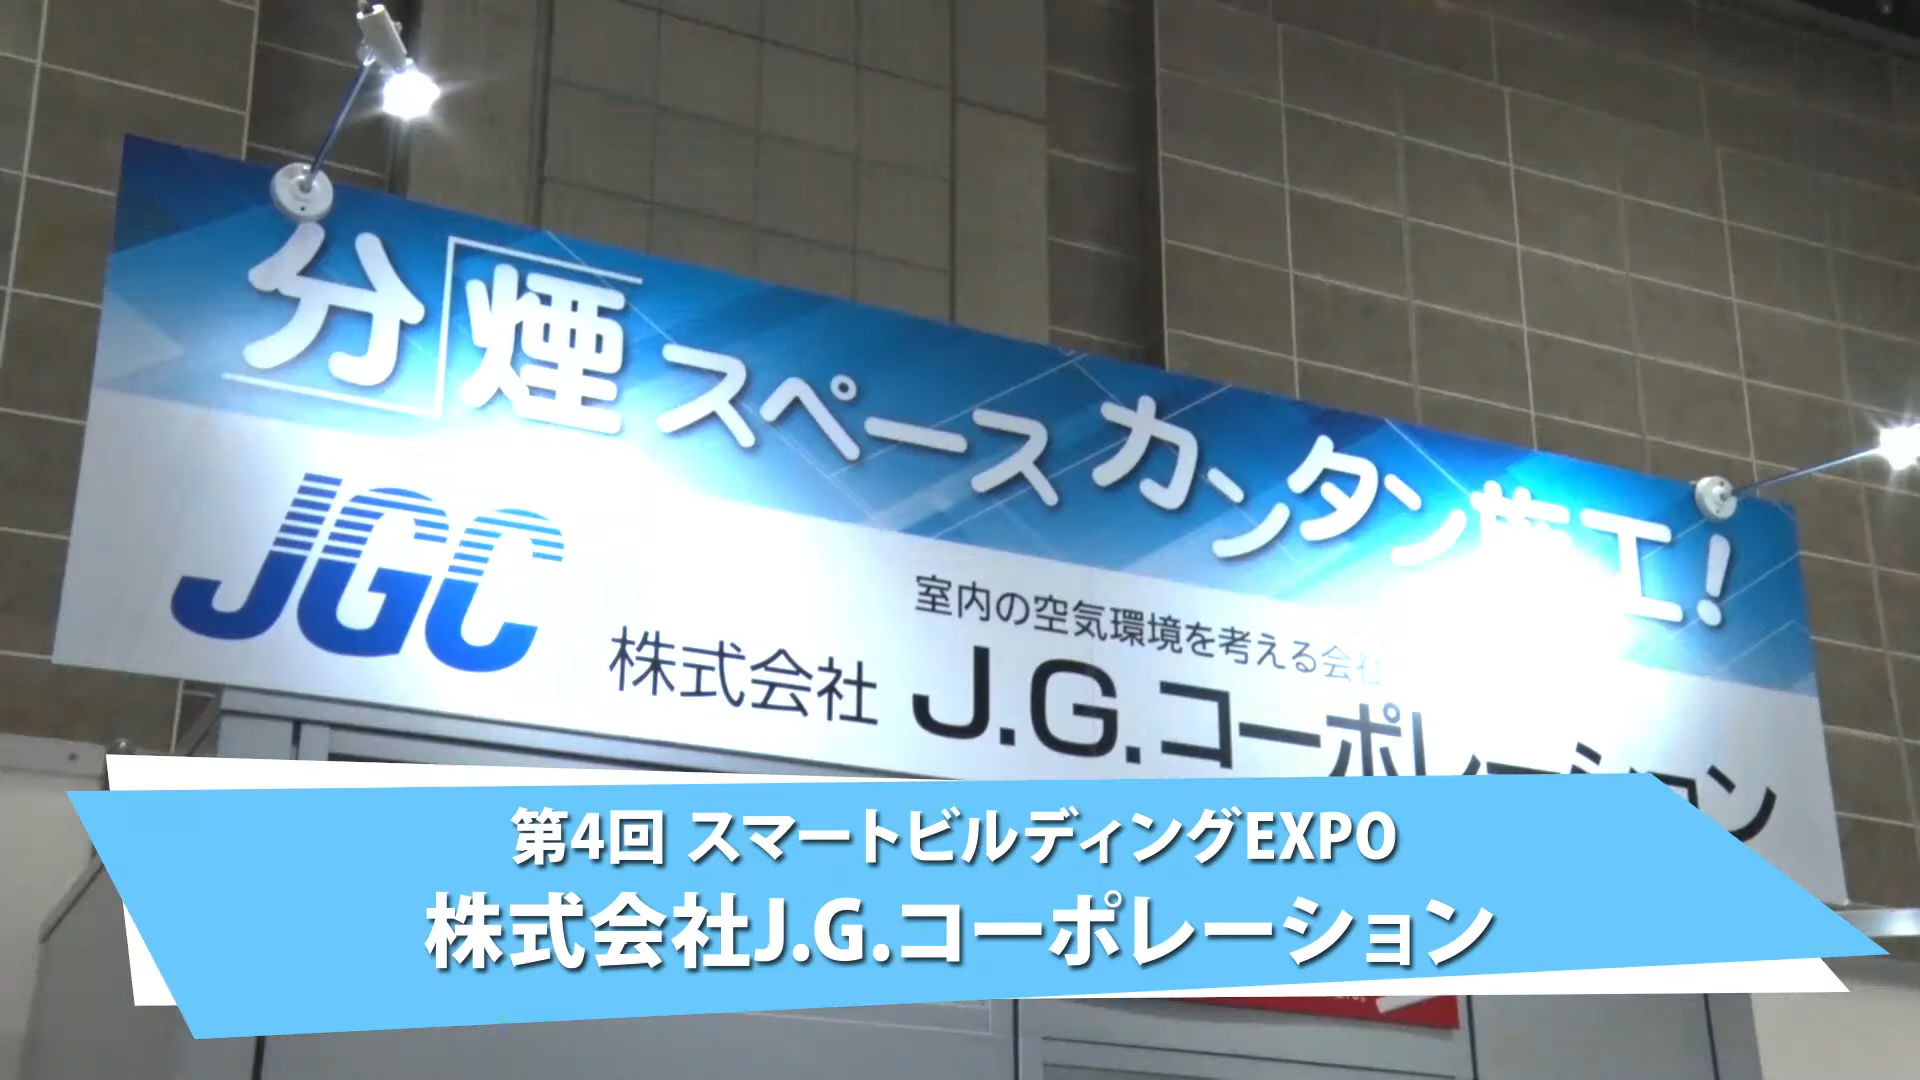 分煙スペースカンタン施工!
JGC
室内の空気環境を考える会社
株式会社 J.G.コーポレーション
第4回 スマートビルディングEXPO
株式会社J.G.コーポレーション